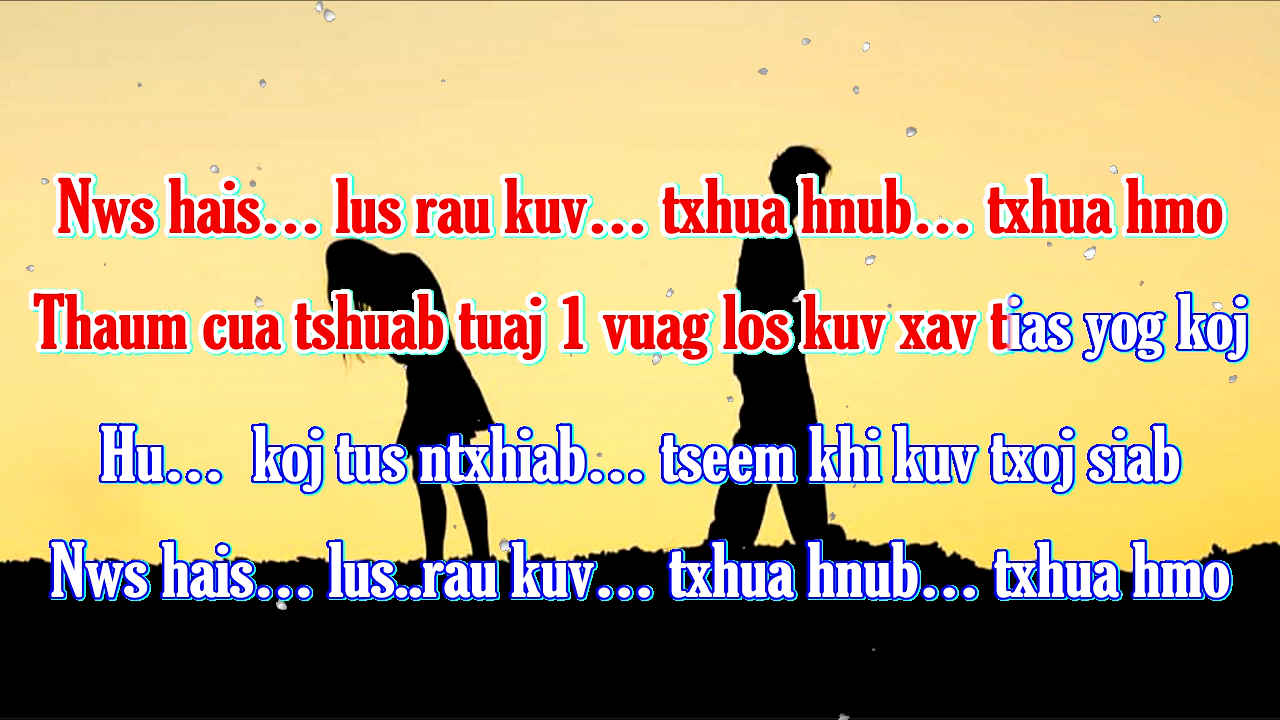 Nws hais... lus rau kuv... txhua hnub... txhua hmo
Thaum cua tshuab tuaj 1 vuag los kuv xav tias yog koj
Hu... koj tus ntxhiab... tseem khi kuv txoj siab
Nws hais... lus..rau kuv... txhua hnub... txhua hmo